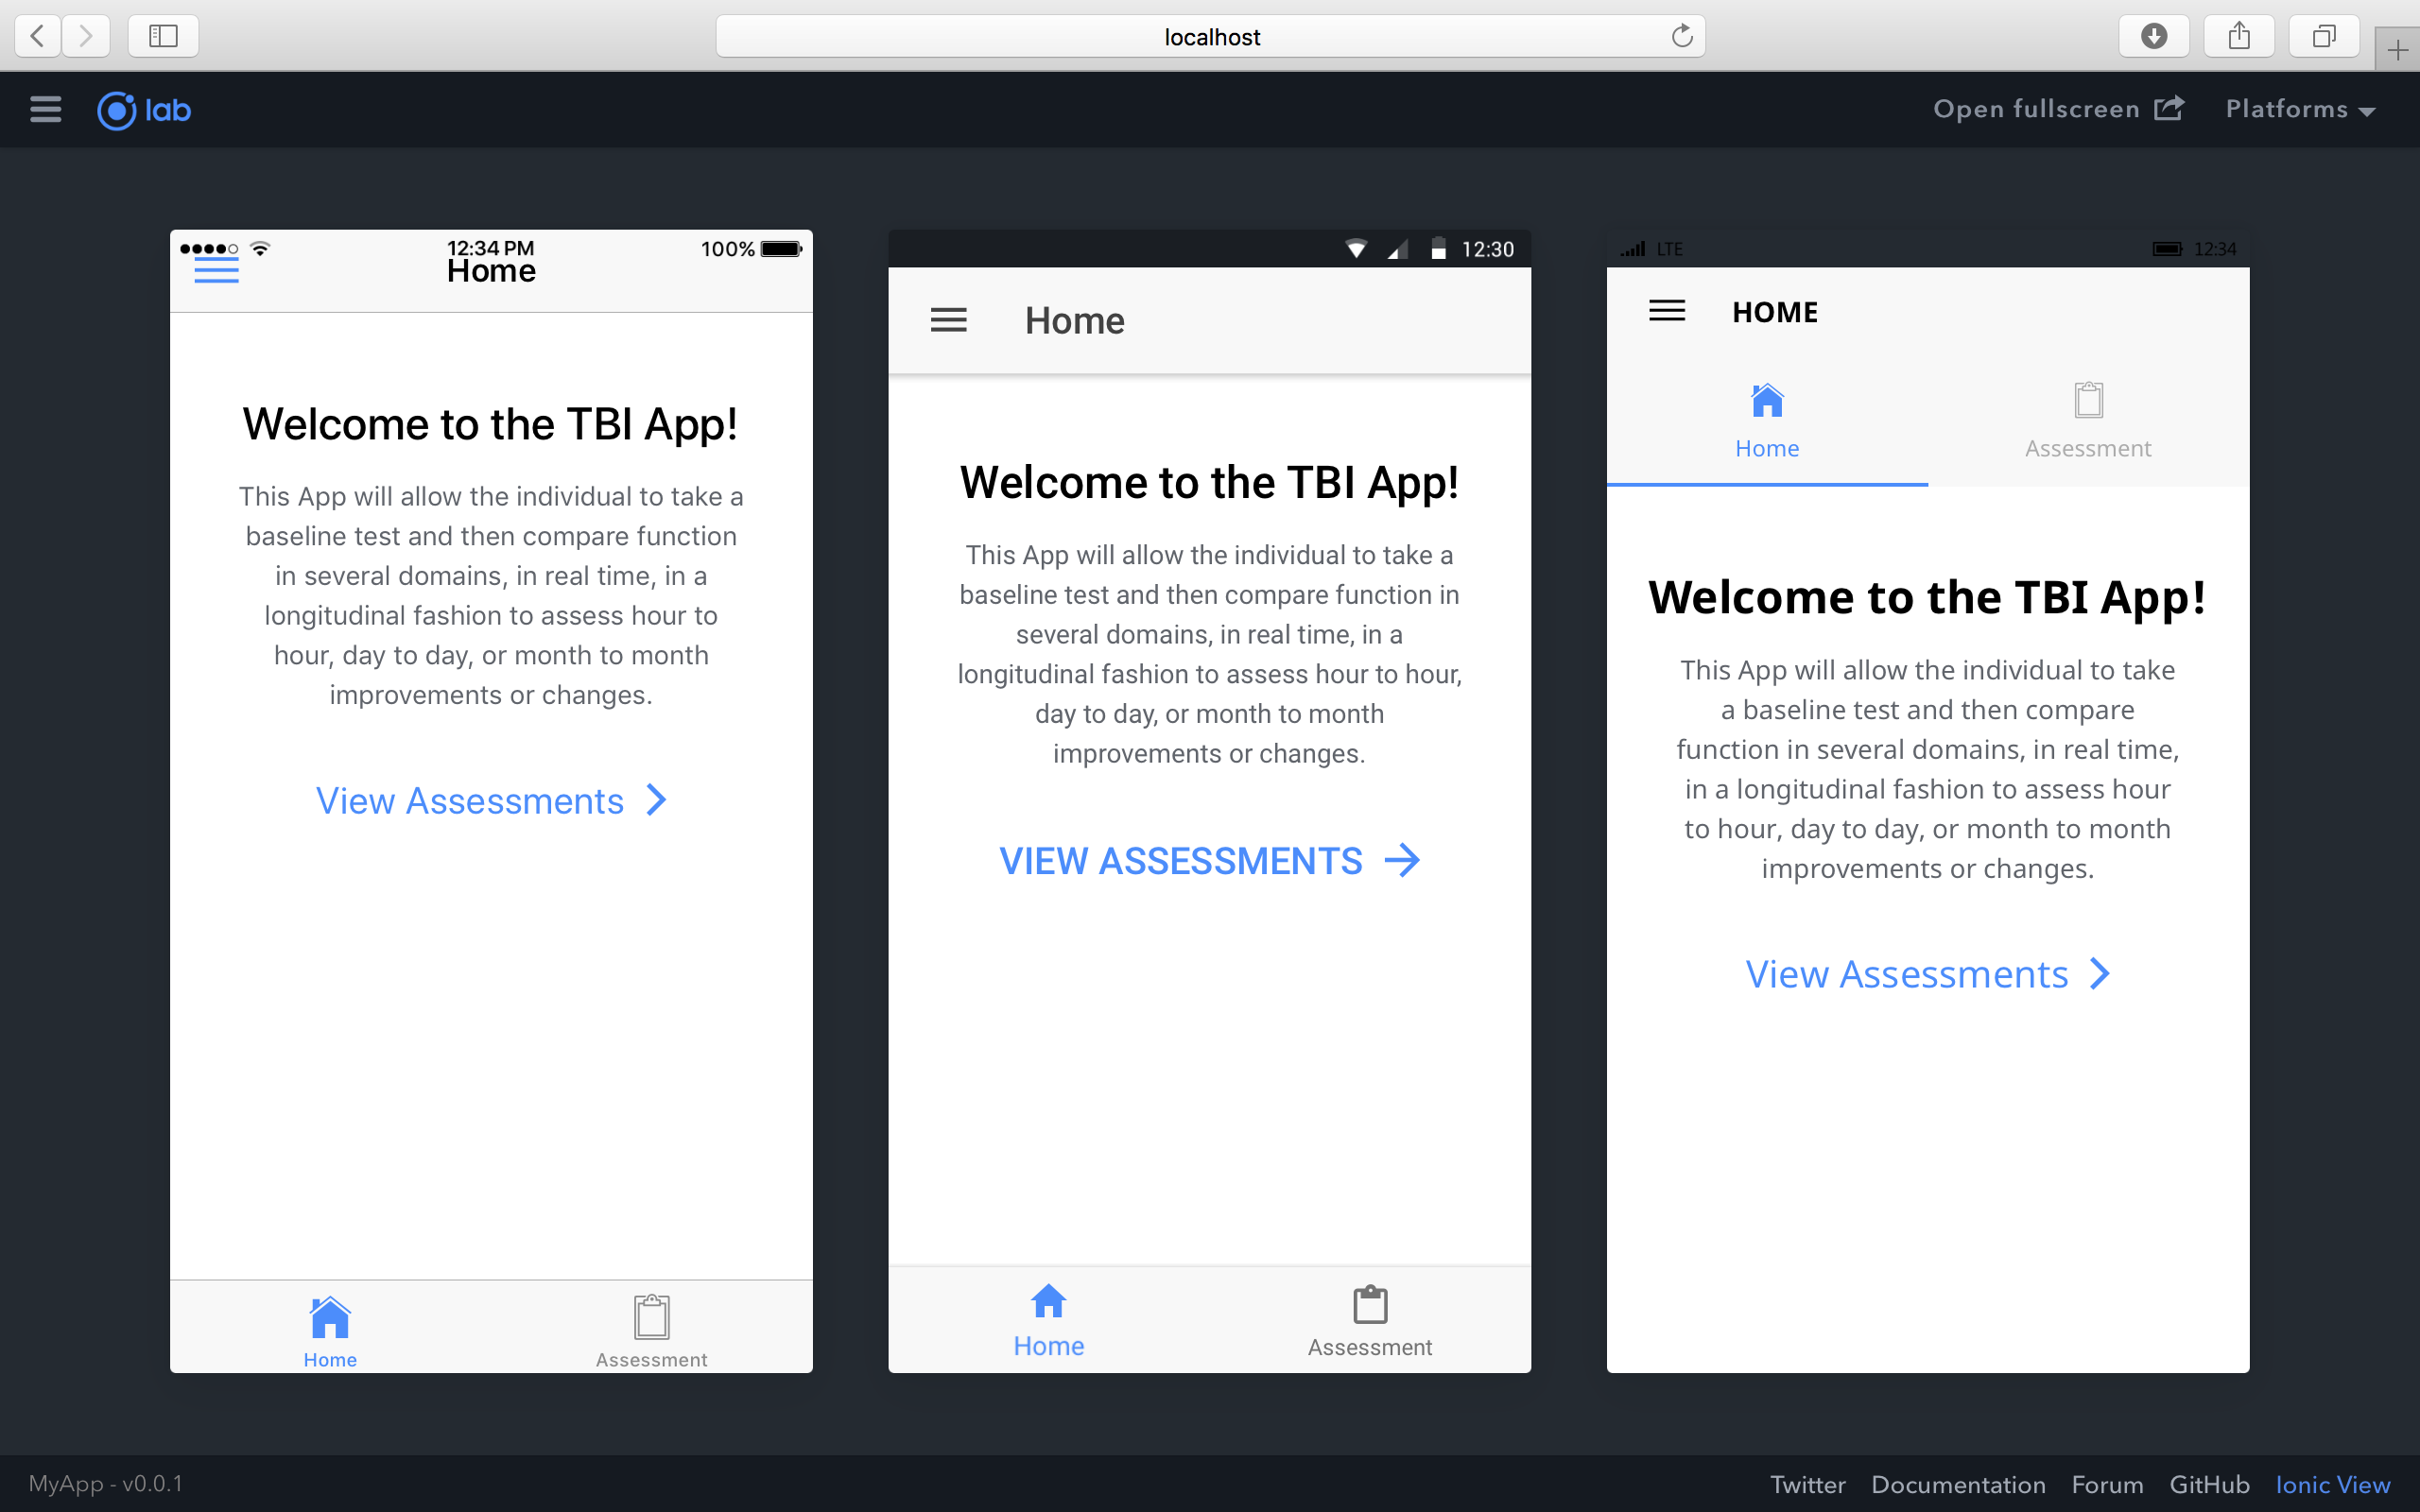 localhost
lab
Open fullscreen
Platforms
12:34 PM
100%
Home
Welcome to the TBI App!
This App will allow the individual to take a
baseline test and then compare function
in several domains, in real time, in a
longitudinal fashion to assess hour to
hour, day to day, or month to month
improvements or changes.
View Assessments
Home
Assessment
12:30
Home
Welcome to the TBI App!
This App will allow the individual to take a
baseline test and then compare function in
several domains, in real time, in a
longitudinal fashion to assess hour to hour,
day to day, or month to month
improvements or changes.
VIEW ASSESSMENTS
Home
Assessment
LTE
12:34
HOME
Home
Assessment
Welcome to the TBI App!
This App will allow the individual to take
a baseline test and then compare
function in several domains, in real time,
in a longitudinal fashion to assess hour
to hour, day to day, or month to month
improvements or changes.
View Assessments
MyApp - v0.0.1
Twitter
Documentation
Forum
GitHub
Ionic View